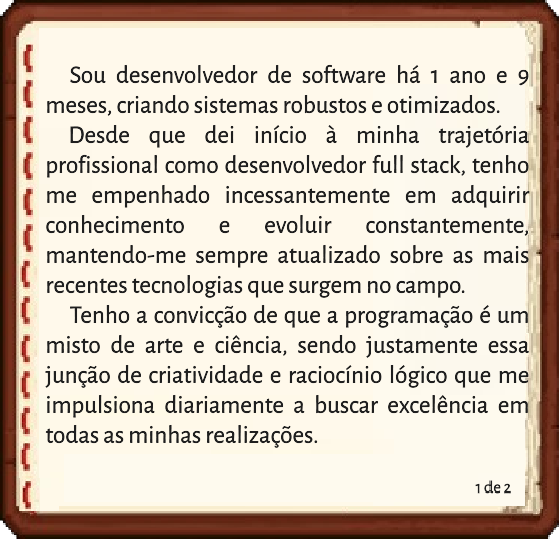 Sou desenvolvedor de software há 1 ano e 9
meses, criando sistemas robustos e otimizados.
Desde que dei início à minha trajetória
profissional como desenvolvedor full stack, tenho
me empenhado incessantemente em adquirir
conhecimento e evoluir constantemente,
mantendo-me sempre atualizado sobre as mais
recentes tecnologias que surgem no campo.
Tenho a convicção de que a programação é um
misto de arte e ciência, sendo justamente essa
junção de criatividade e raciocínio lógico que me
impulsiona diariamente a buscar excelência em
todas as minhas realizações.
1 de 2